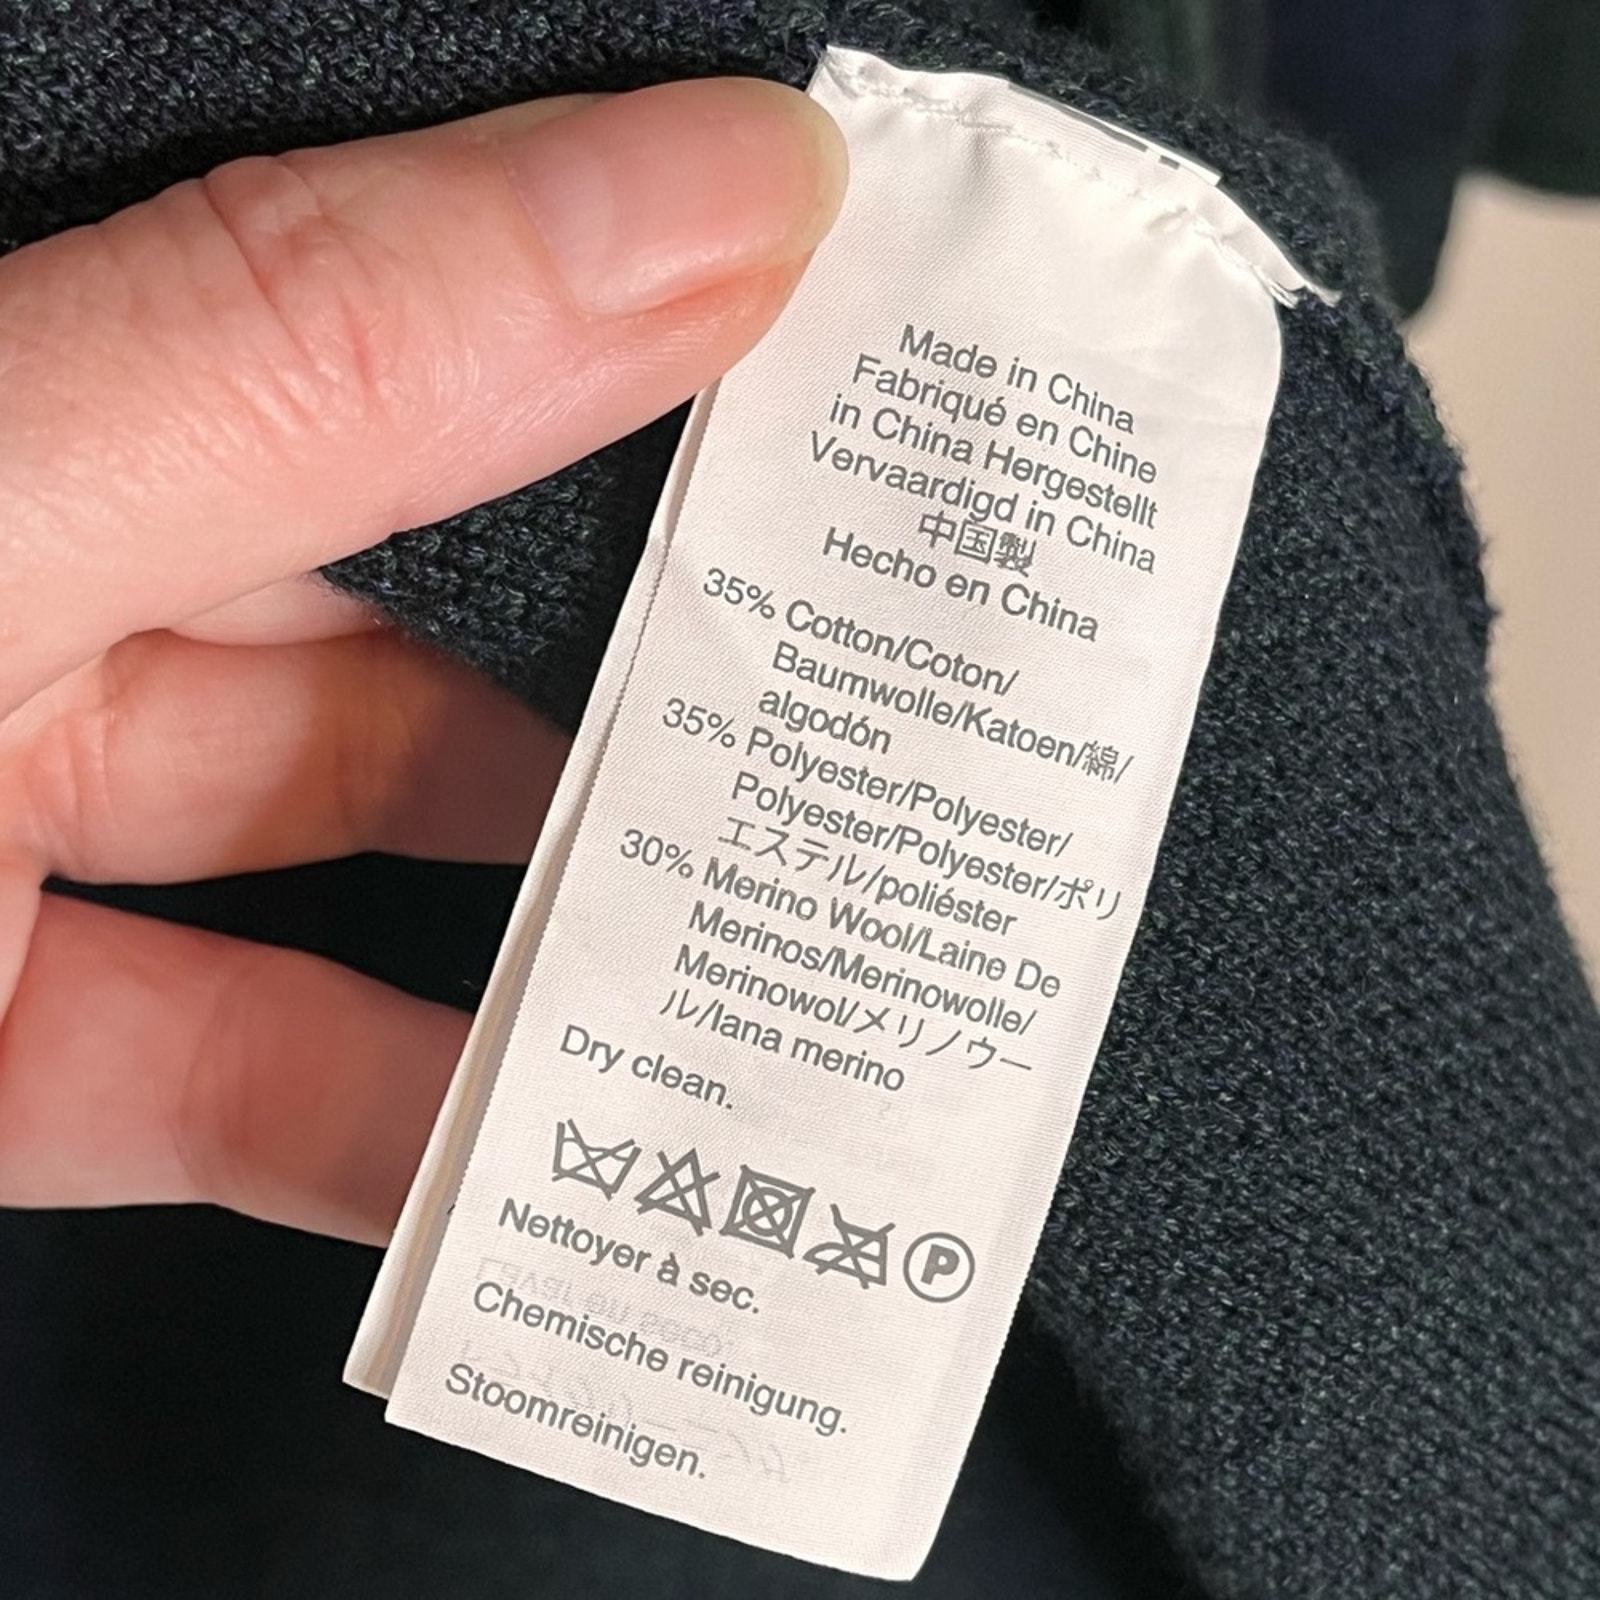 Made in China
Fabriqué en Chine
in China Hergestellt
Vervaardigd in China
中国製
Hecho en China
35% Cotton/Coton/
Baumwolle/Katoen/綿/
algodón
35% Polyester/Polyester/
Polyester/Polyester/ポリ
エステル/poliéster
30% Merino Wool/Laine De
Merinos/Merinowolle/
Merinowol/メリノウー
ル/lana merino
Dry clean.
P
Nettoyer à sec.
Chemische reinigung.
Stoomreinigen.